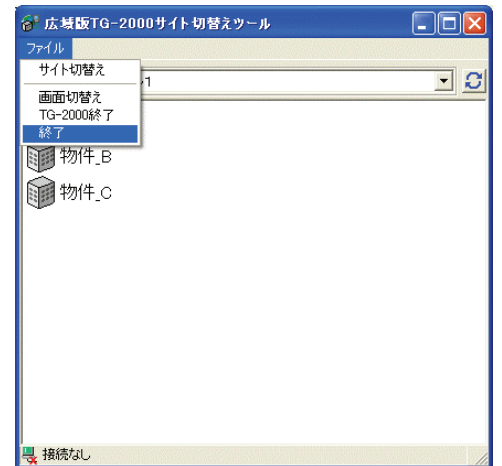 広域版TG-2000サイト切替えツール
ファイル
サイト切替え
画面切替え
TG-2000終了
終了
1
物件_B
物件_C
接続なし